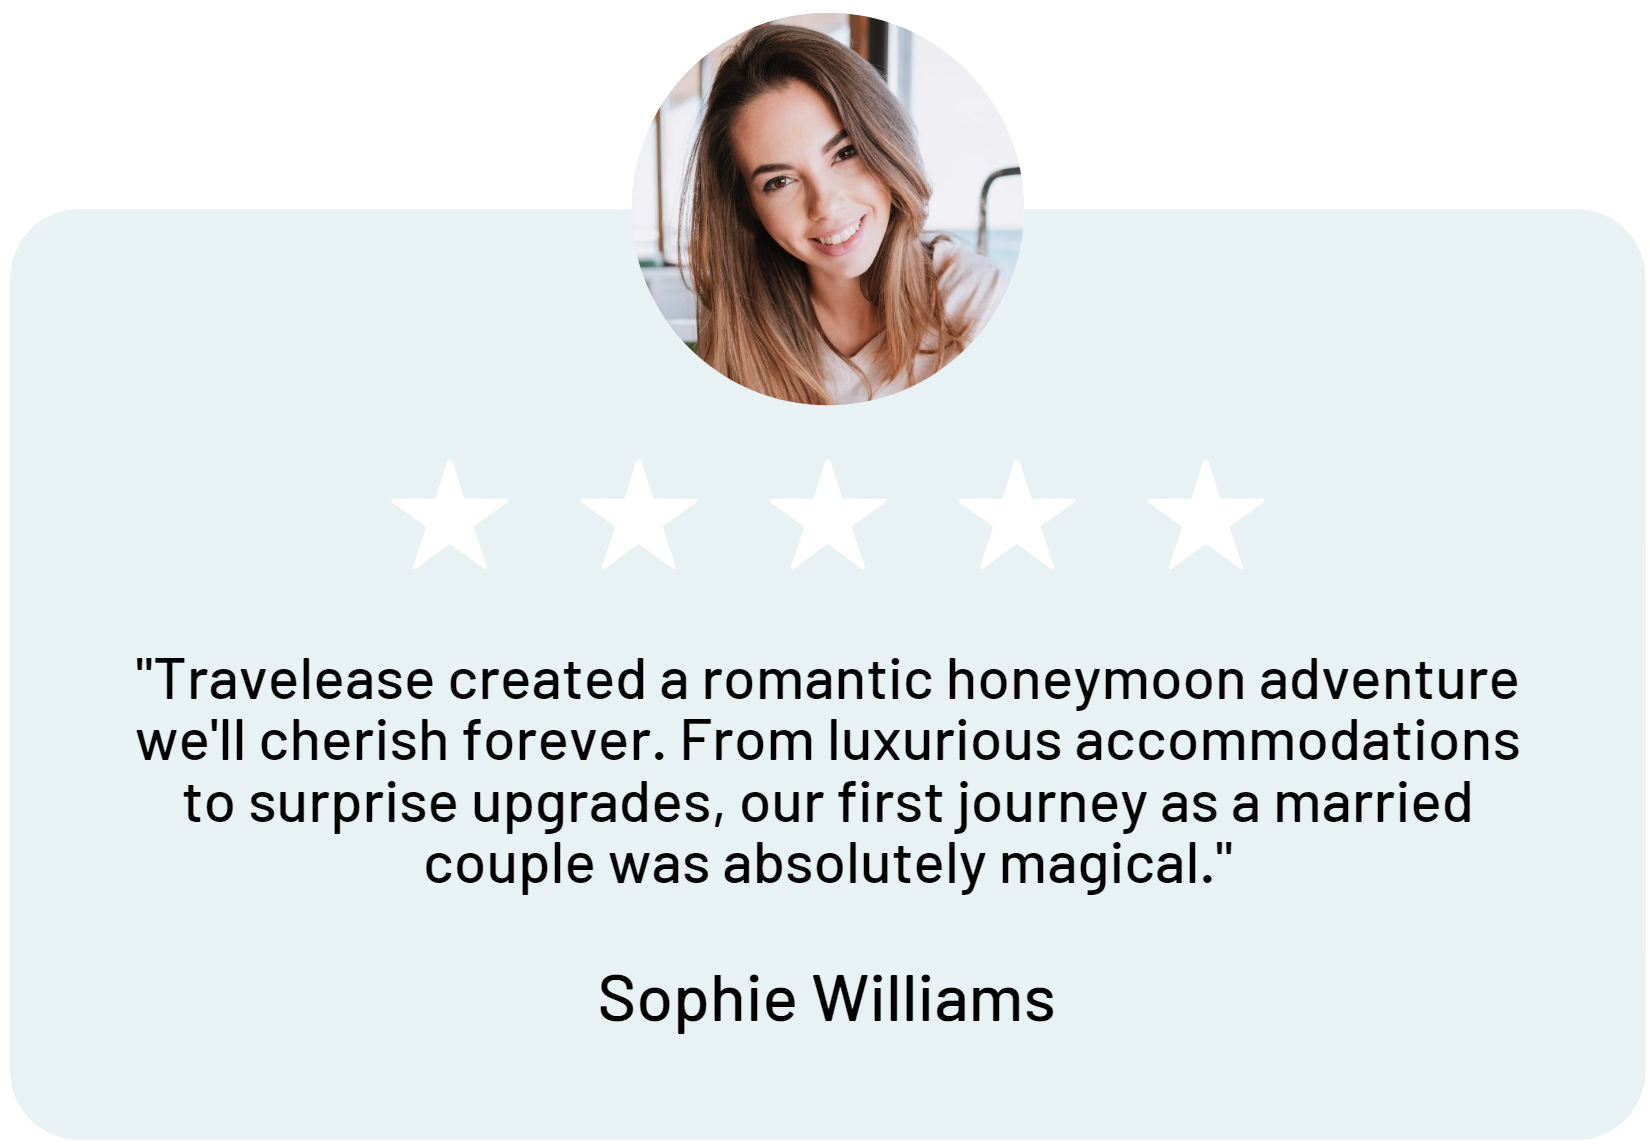 "Travelease created a romantic honeymoon adventure
we'll cherish forever. From luxurious accommodations
to surprise upgrades, our first journey as a married
couple was absolutely magical."
Sophie Williams